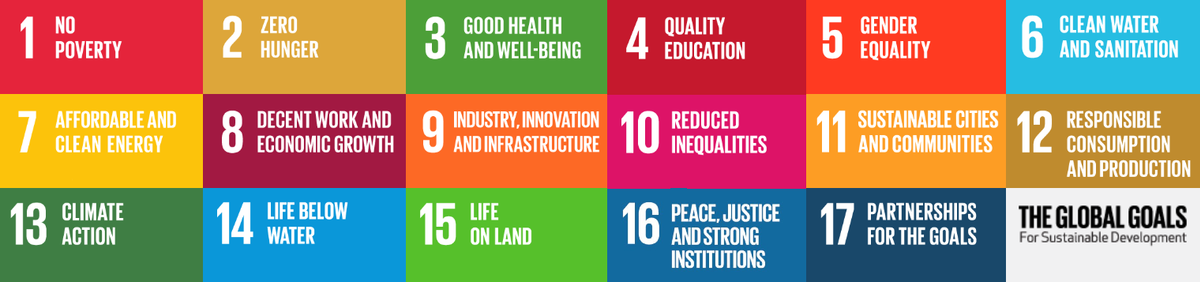 1 NO
POVERTY
2 ZERO
HUNGER
3 GOOD HEALTH
AND WELL-BEING
4 QUALITY
EDUCATION
5 GENDER
EQUALITY
6 CLEAN WATER
AND SANITATION
7 AFFORDABLE AND
CLEAN ENERGY
8 DECENT WORK AND
ECONOMIC GROWTH
9 INDUSTRY, INNOVATION
AND INFRASTRUCTURE
10 REDUCED
INEQUALITIES
11 SUSTAINABLE CITIES
AND COMMUNITIES
12 RESPONSIBLE
CONSUMPTION
AND PRODUCTION
13 CLIMATE
ACTION
14 LIFE BELOW
WATER
15 LIFE
ON LAND
16 PEACE, JUSTICE
AND STRONG
INSTITUTIONS
17 PARTNERSHIPS
FOR THE GOALS
THE GLOBAL GOALS
For Sustainable Development